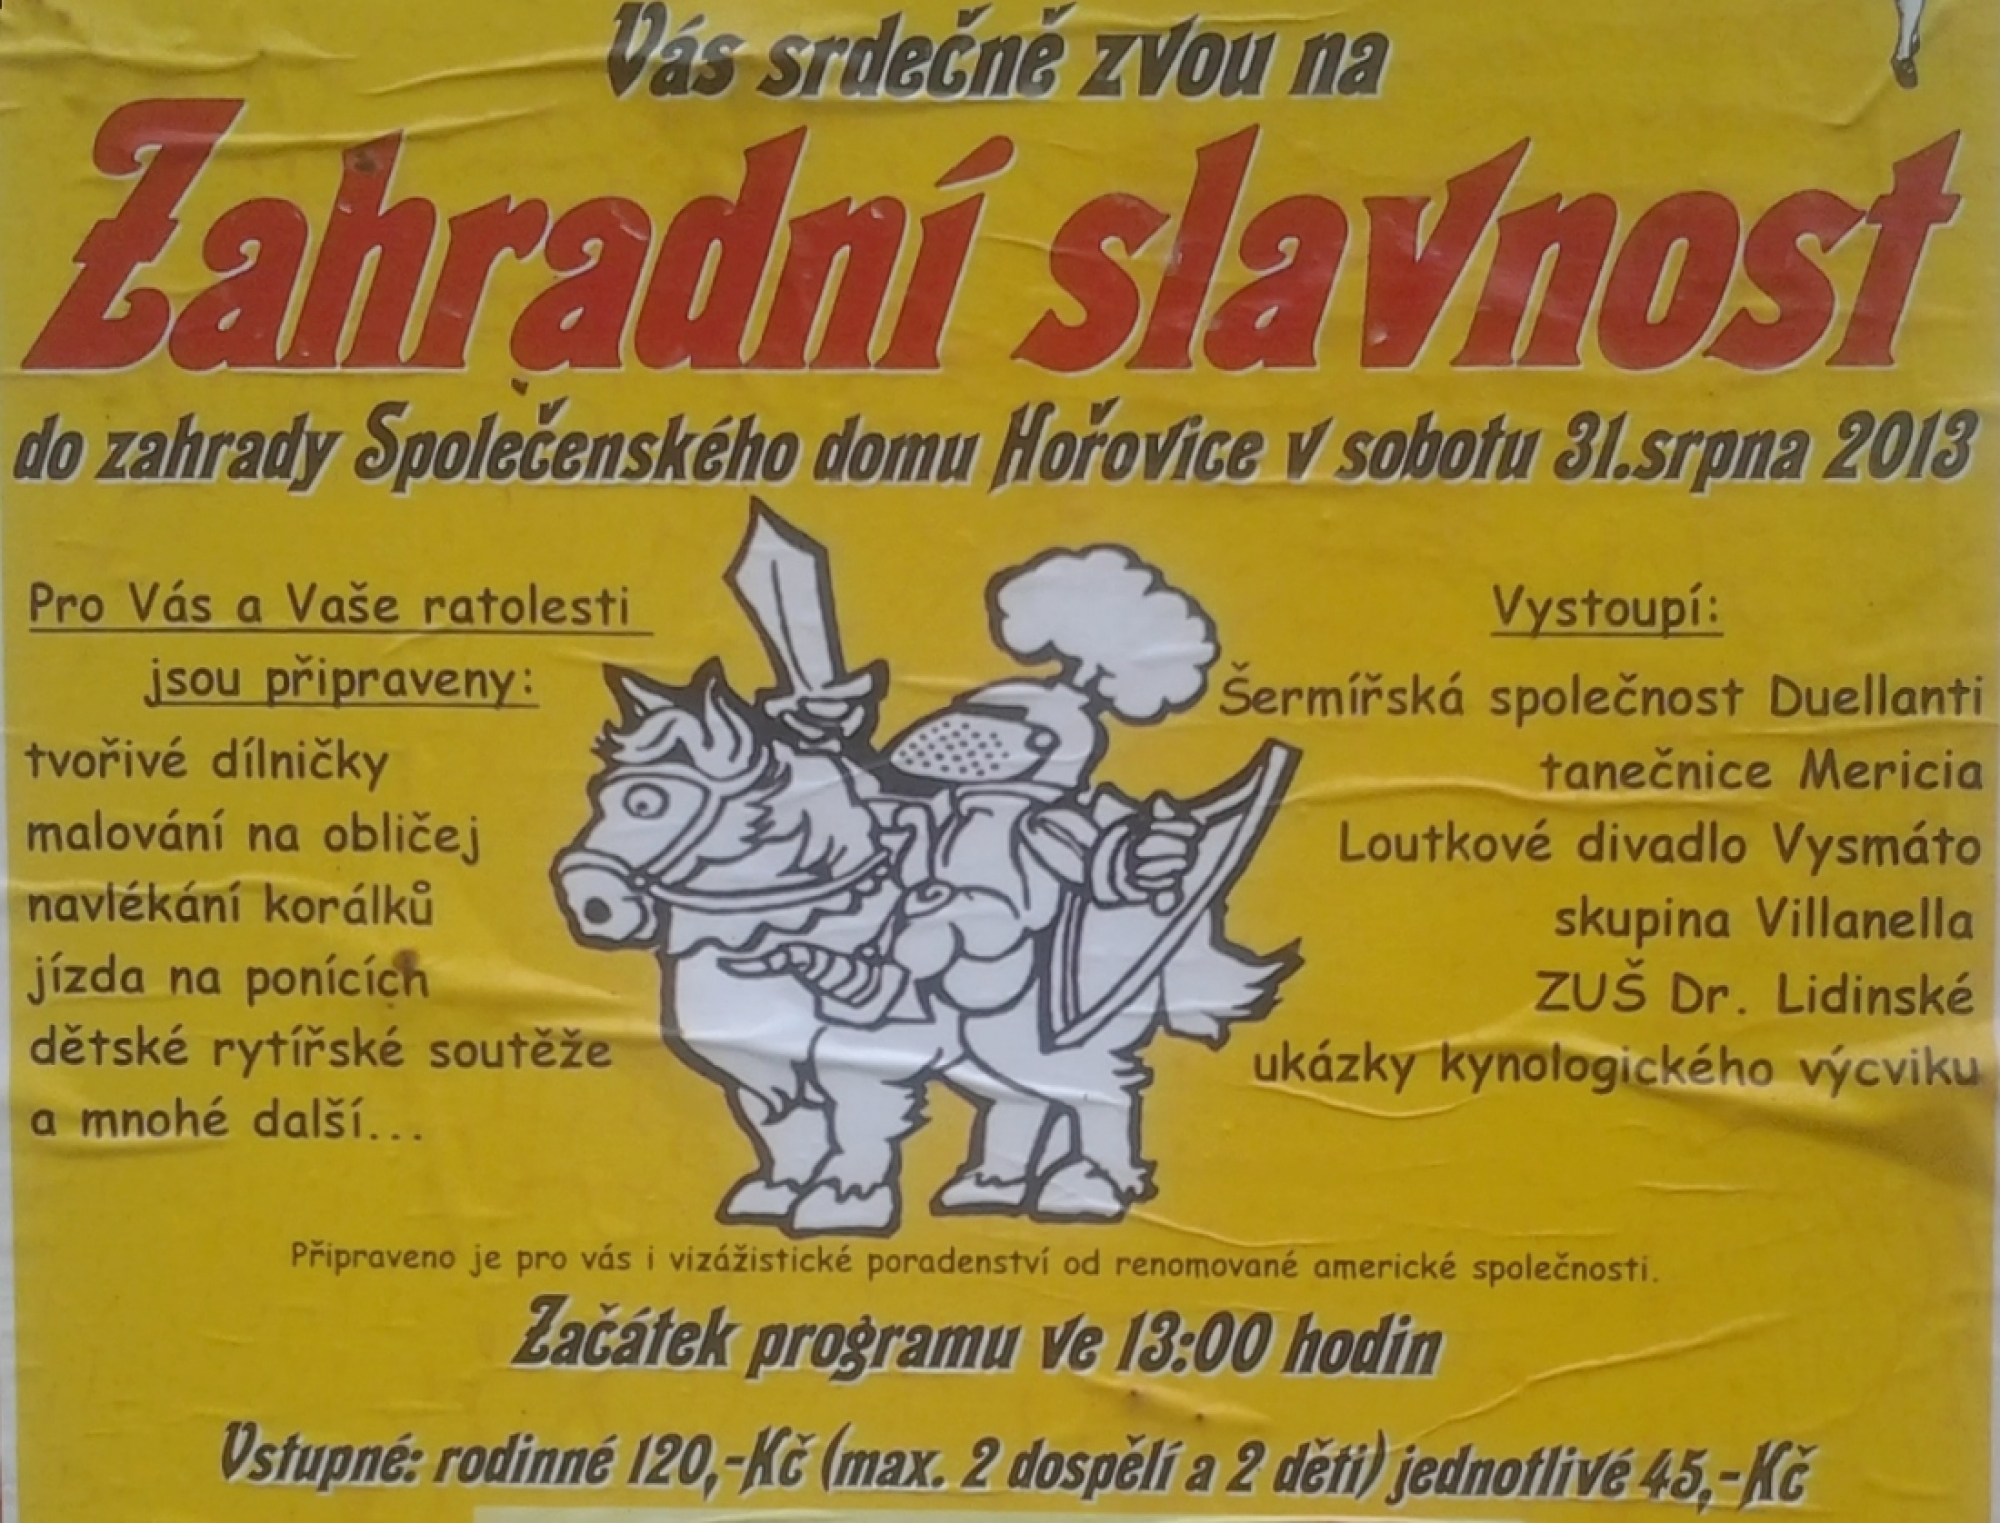 Vás srdečně zvou na
Zahradní slavnost
do zahrady Společenského domu Hořovice v sobotu 31.srpna 2013
Pro Vás a Vaše ratolesti
jsou připraveny:
tvořivé dílničky
malování na obličej
navlékání korálků
jízda na ponících
dětské rytířské soutěže
a mnohé další...
Vystoupí:
Šermířská společnost Duellanti
tanečnice Mericia
Loutkové divadlo Vysmáto
skupina Villanella
ZUŠ Dr. Lidinské
ukázky kynologického výcviku
Připraveno je pro vás i vizážistické poradenství od renomované americké společnosti.
Začátek programu ve 13:00 hodin
Vstupné: rodinné 120,-Kč (max. 2 dospělí a 2 děti) jednotlivé 45,-Kč